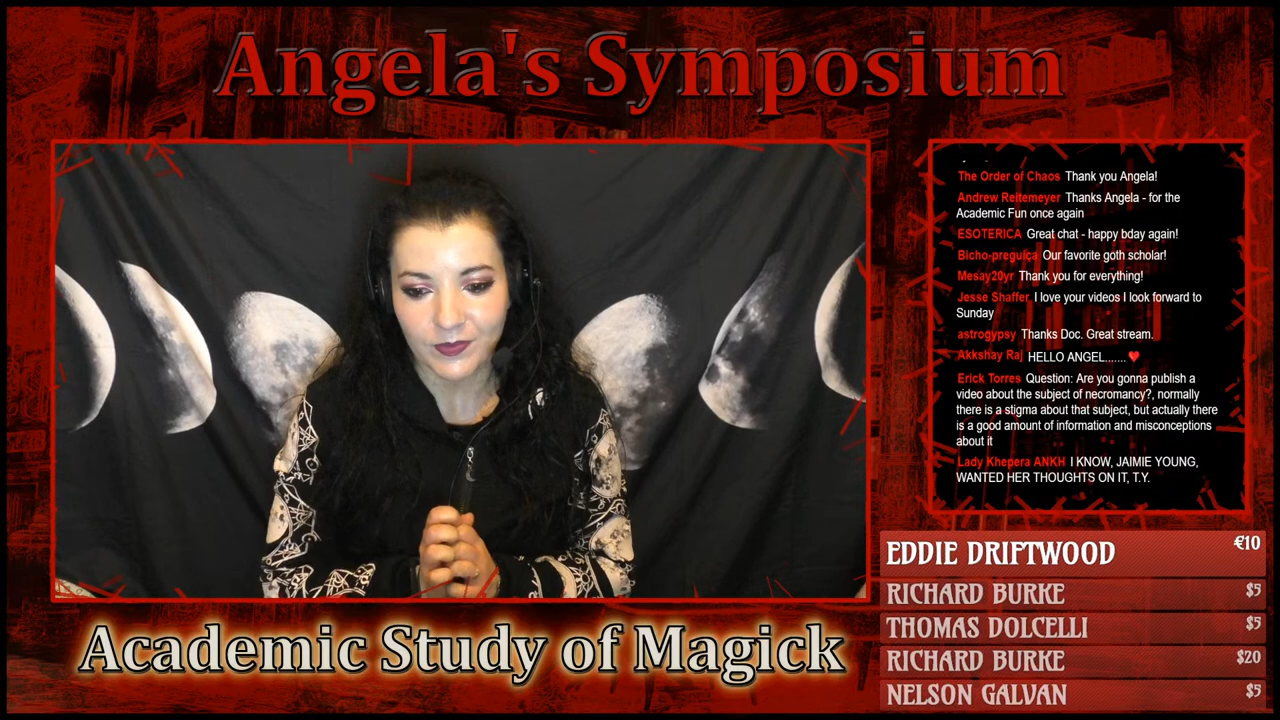 Angela's Symposium
The Order of Chaos Thank you Angela!
Andrew Reitemeyer Thanks Angela - for the
Academic Fun once again
ESOTERICA Great chat - happy bday again!
Bicho-preguiça Our favorite goth scholar!
Mesay20yr Thank you for everything!
Jesse Shaffer I love your videos I look forward to
Sunday
astrogypsy Thanks Doc. Great stream.
Akkshay Raj HELLO ANGEL....... ♥
Erick Torres Question: Are you gonna publish a
video about the subject of necromancy?, normally
there is a stigma about that subject, but actually there
is a good amount of information and misconceptions
about it
Lady Khepera ANKH I KNOW, JAIMIE YOUNG,
WANTED HER THOUGHTS ON IT, T.Y.
EDDIE DRIFTWOOD €10
RICHARD BURKE $5
THOMAS DOLCELLI $5
RICHARD BURKE $20
NELSON GALVAN $5
Academic Study of Magick